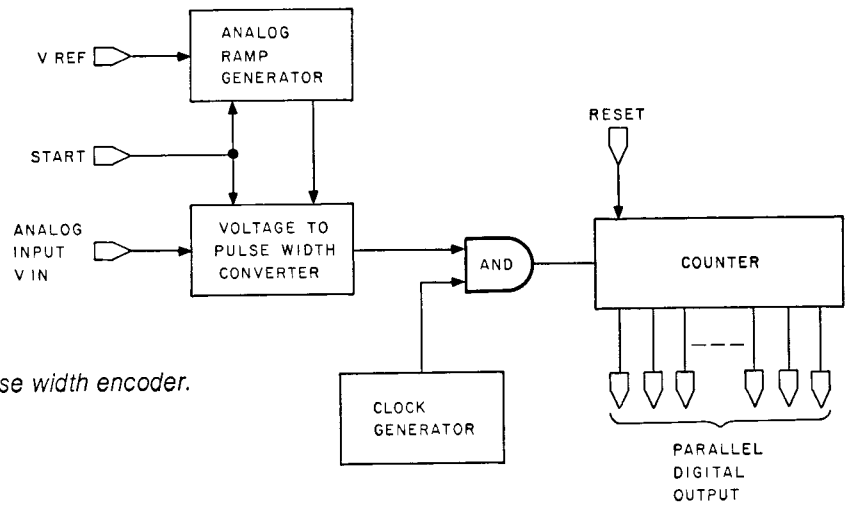 ANALOG
RAMP
GENERATOR
V REF
START
ANALOG
INPUT
V IN
VOLTAGE TO
PULSE WIDTH
CONVERTER
AND
RESET
COUNTER
CLOCK
GENERATOR
PARALLEL
DIGITAL
OUTPUT
se width encoder.